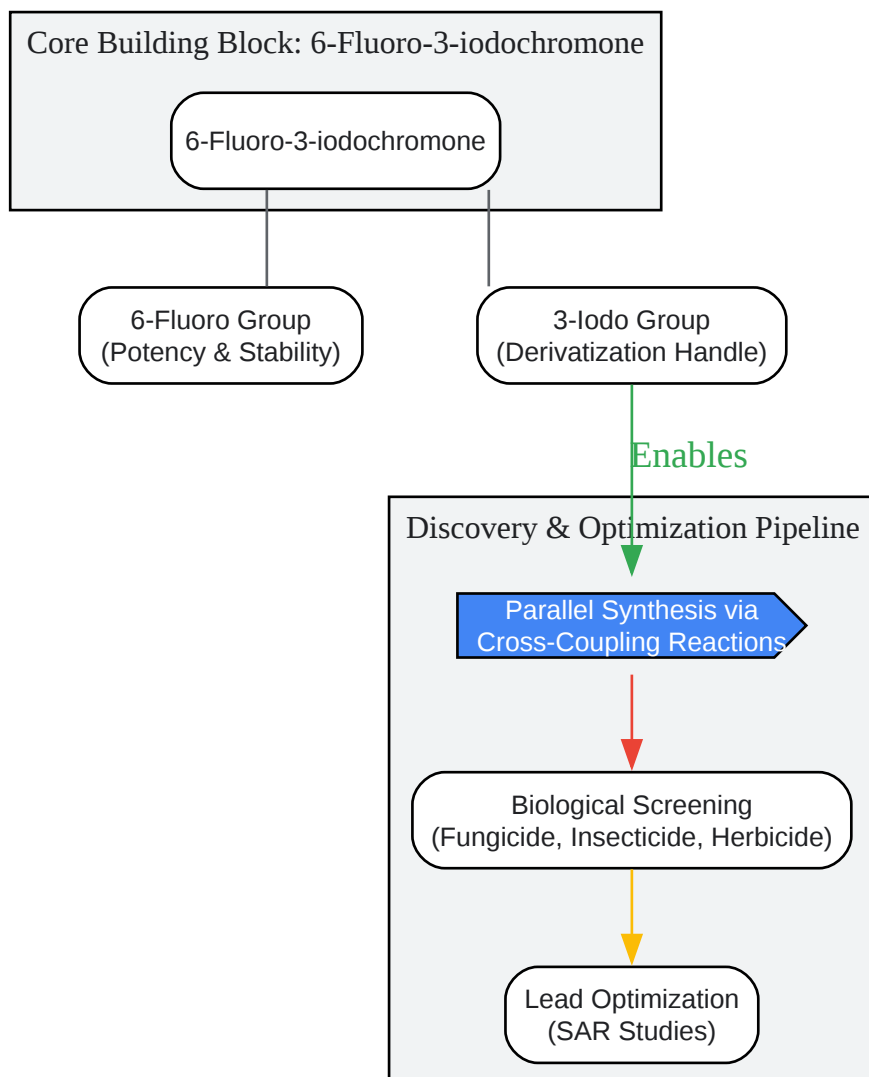 Core Building Block: 6-Fluoro-3-iodochromone
6-Fluoro-3-iodochromone
6-Fluoro Group
(Potency & Stability)
3-Iodo Group
(Derivatization Handle)
Enables
Discovery & Optimization Pipeline
Parallel Synthesis via
Cross-Coupling Reactions
Biological Screening
(Fungicide, Insecticide, Herbicide)
Lead Optimization
(SAR Studies)